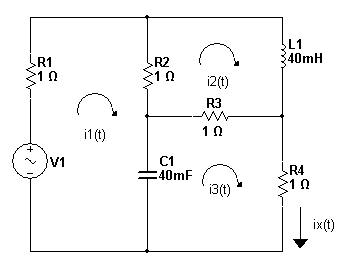 L1
40mH
R1
1 Ω
R2
1 Ω
i2(t)
R3
1 Ω
i1(t)
V1
C1
40mF
i3(t)
R4
1 Ω
ix(t)